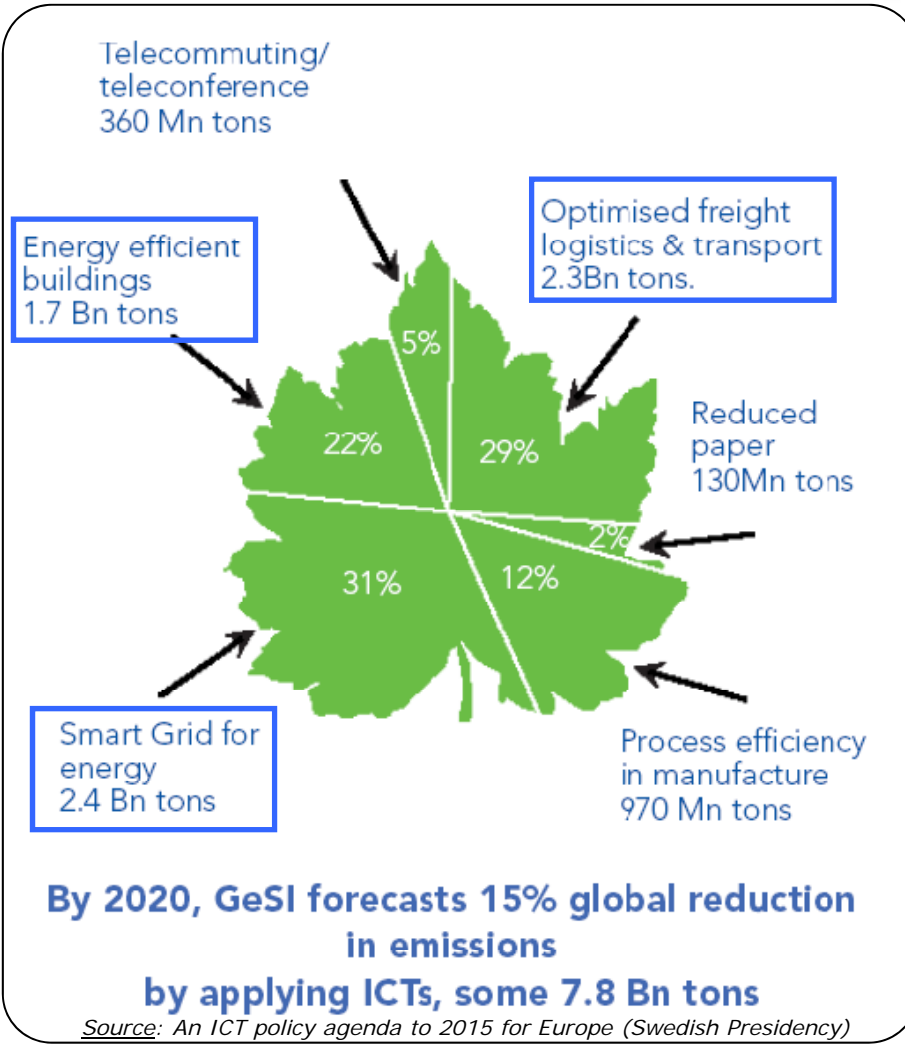 Telecommuting/
teleconference
360 Mn tons
Optimised freight
logistics & transport
2.3Bn tons.
Energy efficient
buildings
1.7 Bn tons
5%
22%
29%
Reduced
paper
130Mn tons
2%
31%
12%
Smart Grid for
energy
2.4 Bn tons
Process efficiency
in manufacture
970 Mn tons
By 2020, GeSI forecasts 15% global reduction
in emissions
by applying ICTs, some 7.8 Bn tons
Source: An ICT policy agenda to 2015 for Europe (Swedish Presidency)